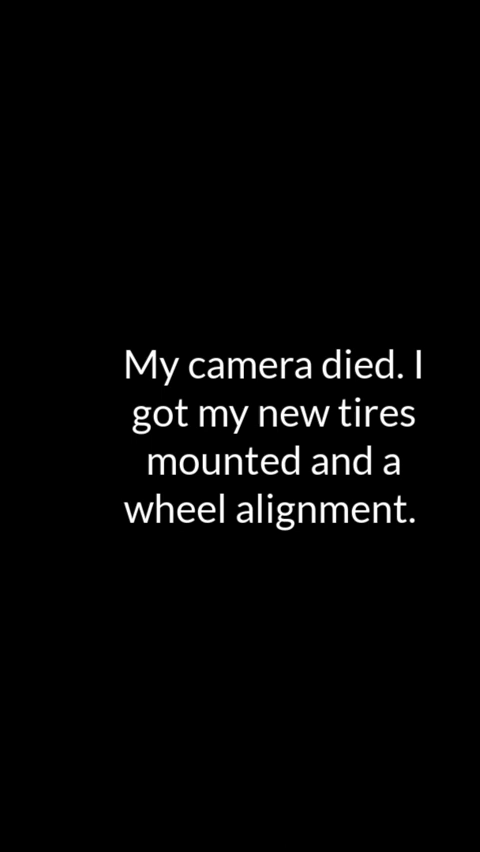 My camera died. I
got my new tires
mounted and a
wheel alignment.